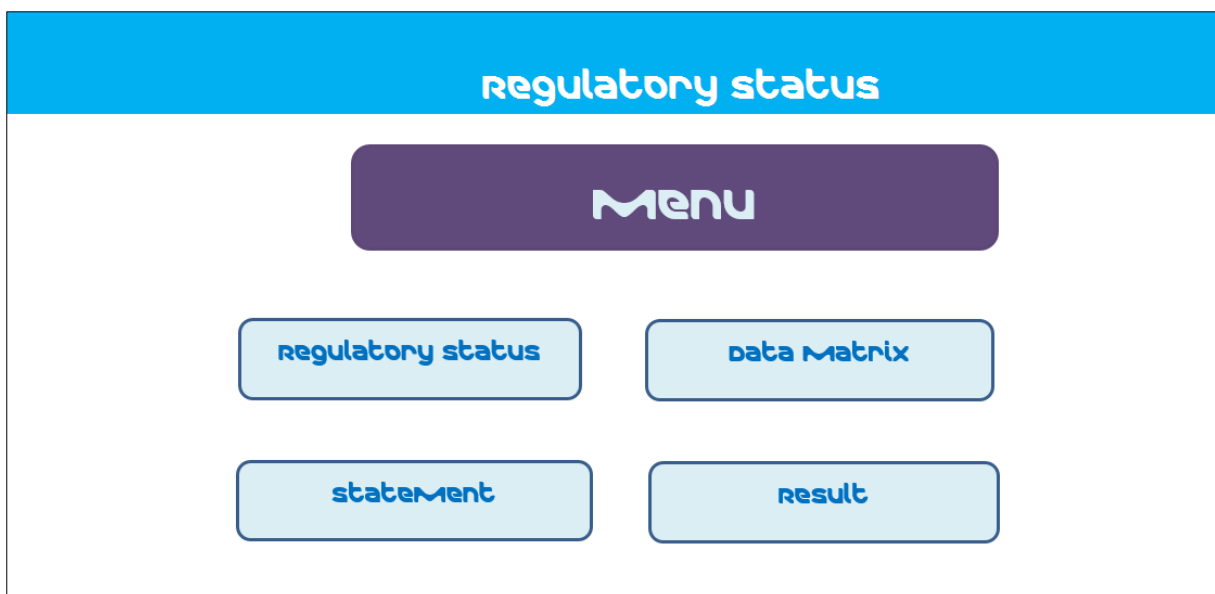 Regulatory status
Menu
Regulatory status
Data Matrix
statement
Result